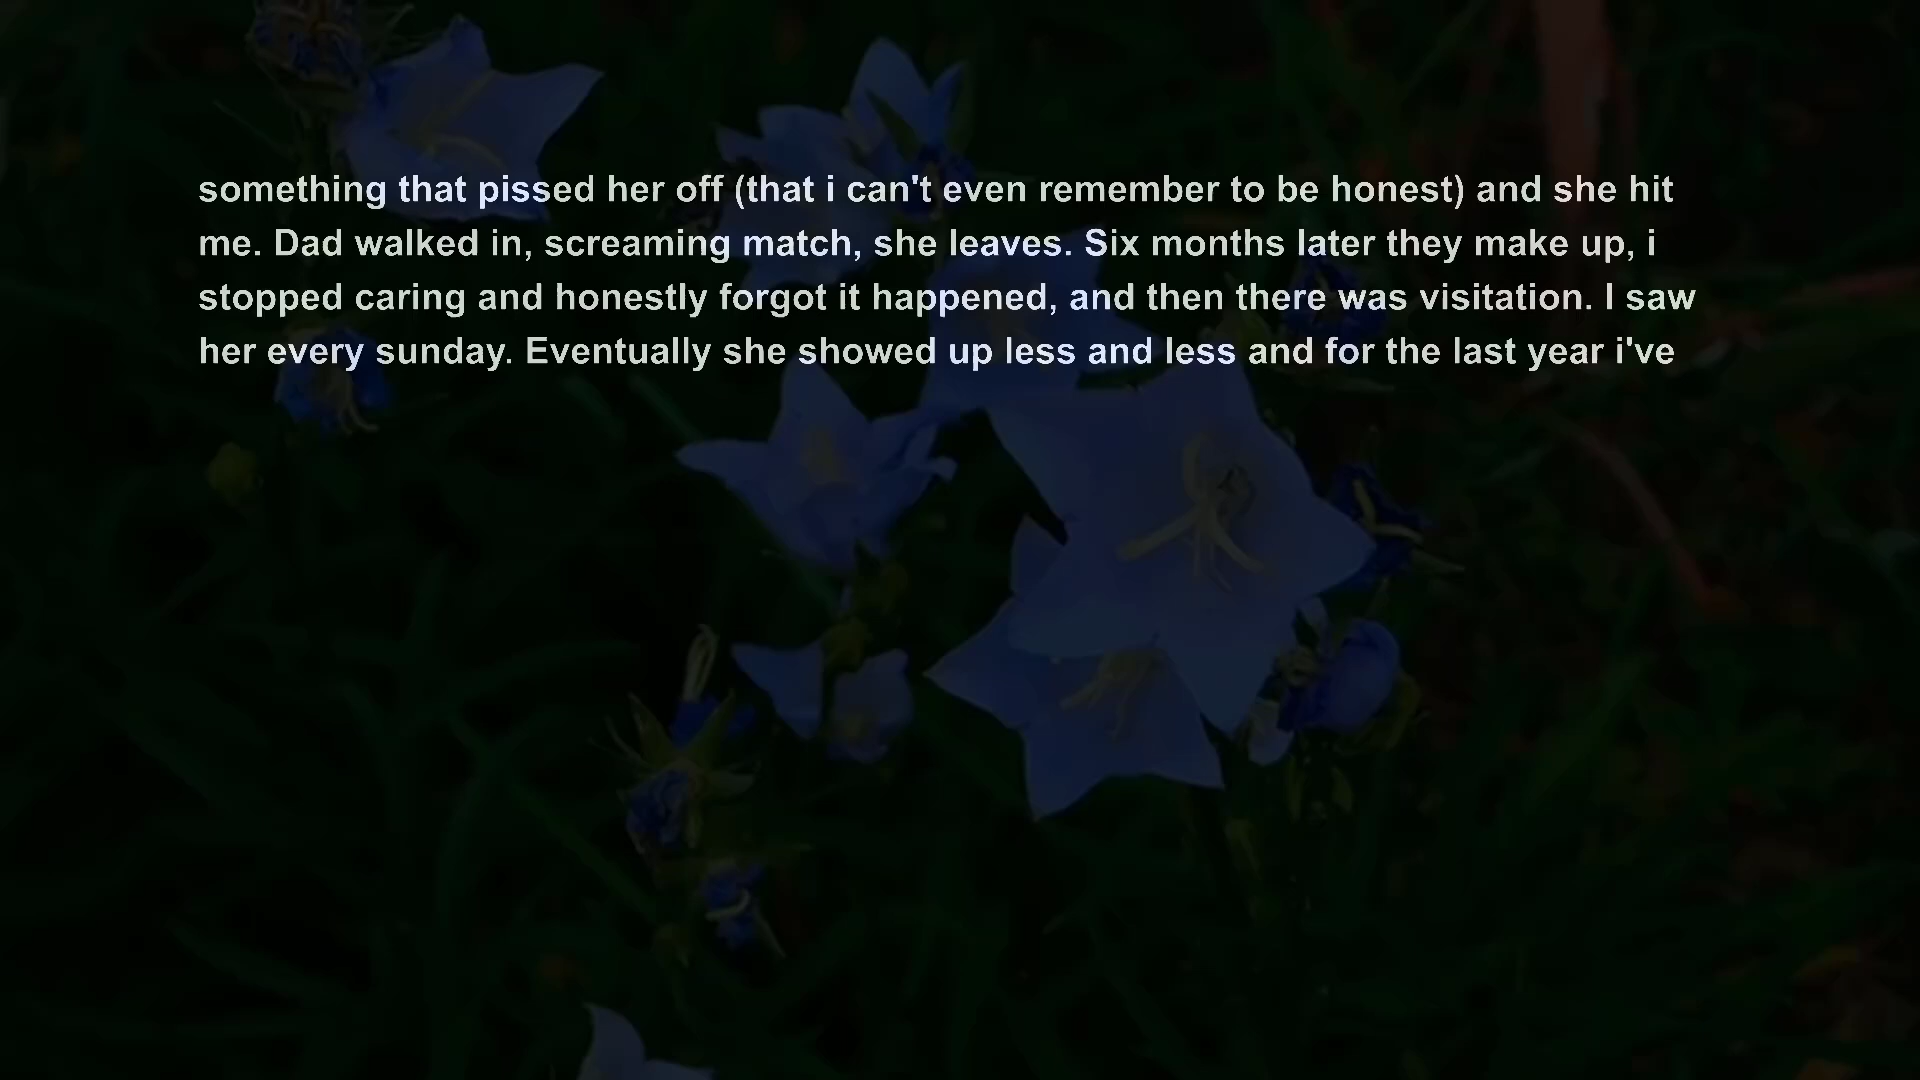 something that pissed her off (that i can't even remember to be honest) and she hit
me. Dad walked in, screaming match, she leaves. Six months later they make up, i
stopped caring and honestly forgot it happened, and then there was visitation. I saw
her every sunday. Eventually she showed up less and less and for the last year i've